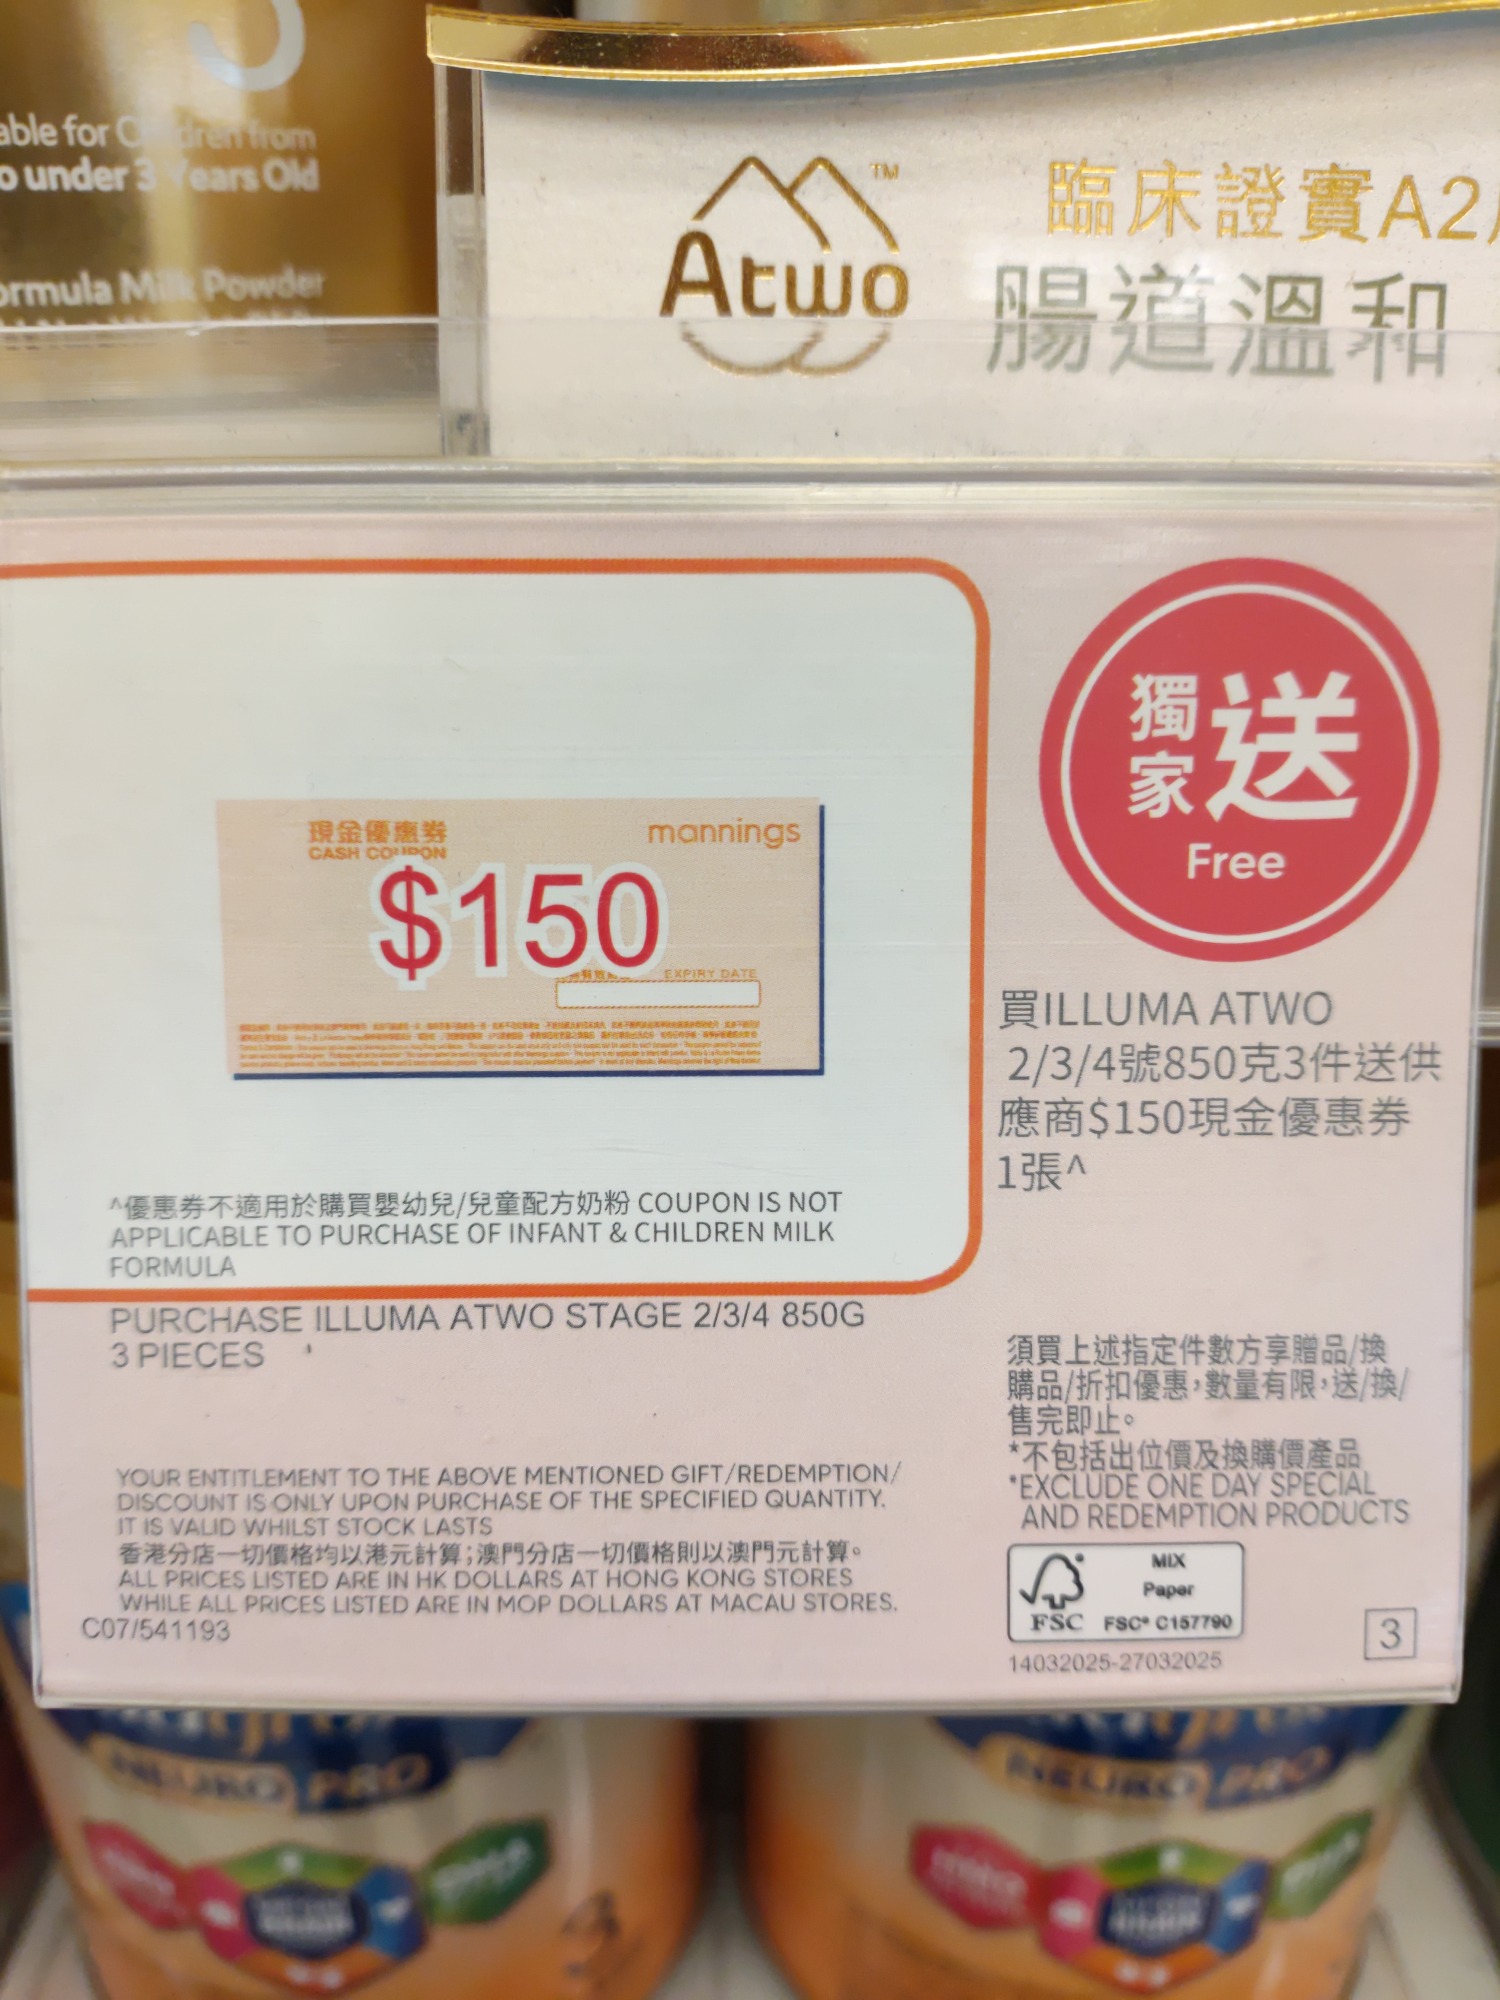 able for Children from
o under 3 Years Old
ormula Milk Powder
Atwo™
臨床證實A2
腸道溫和
獨家送
Free
現金優惠券
CASH COUPON
mannings
$150
EXPIRY DATE
買ILLUMA ATWO
2/3/4號850克3件送供
應商$150現金優惠券
1張^
^優惠券不適用於購買嬰幼兒/兒童配方奶粉 COUPON IS NOT
APPLICABLE TO PURCHASE OF INFANT & CHILDREN MILK
FORMULA
PURCHASE ILLUMA ATWO STAGE 2/3/4 850G
3 PIECES
須買上述指定件數方享贈品/換
購品/折扣優惠,數量有限,送/換/
售完即止。
*不包括出位價及換購價產品
*EXCLUDE ONE DAY SPECIAL
AND REDEMPTION PRODUCTS
YOUR ENTITLEMENT TO THE ABOVE MENTIONED GIFT/REDEMPTION/
DISCOUNT IS ONLY UPON PURCHASE OF THE SPECIFIED QUANTITY.
IT IS VALID WHILST STOCK LASTS
香港分店一切價格均以港元計算;澳門分店一切價格則以澳門元計算。
ALL PRICES LISTED ARE IN HK DOLLARS AT HONG KONG STORES
WHILE ALL PRICES LISTED ARE IN MOP DOLLARS AT MACAU STORES.
C07/541193
MIX
Paper
FSC
FSC® C157790
3
14032025-27032025
NEURO PRO
NEURO PRO